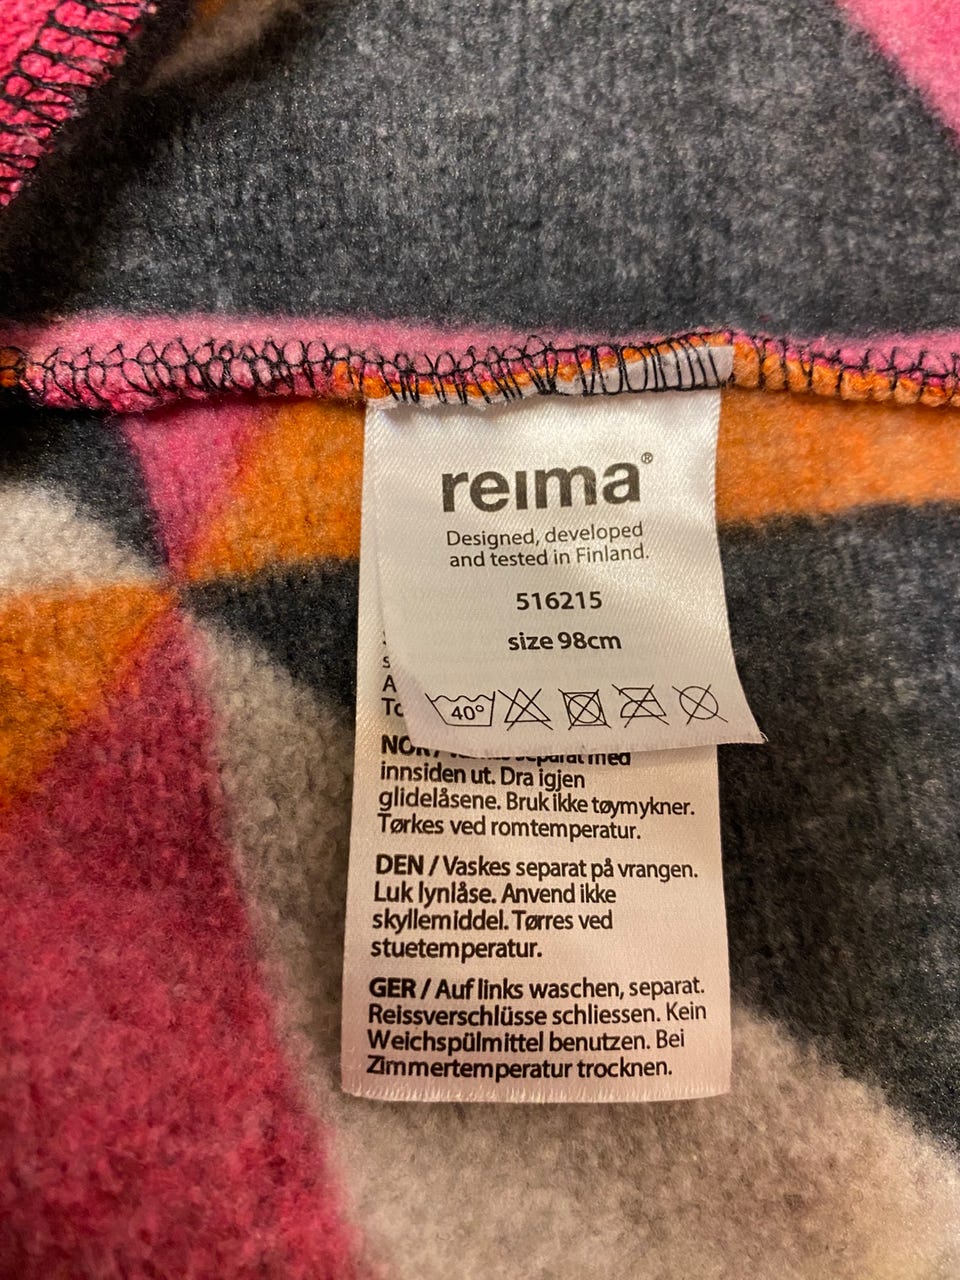 reima®
Designed, developed
and tested in Finland.
516215
size 98cm
40°
A
innsiden ut. Dra igjen
glidelåsene. Bruk ikke tøymykner.
Tørkes ved romtemperatur.
DEN / Vaskes separat på vrangen.
Luk lynlåse. Anvend ikke
skyllemiddel. Tørres ved
stuetemperatur.
GER / Auf links waschen, separat.
Reissverschlüsse schliessen. Kein
Weichspülmittel benutzen. Bei
Zimmertemperatur trocknen.